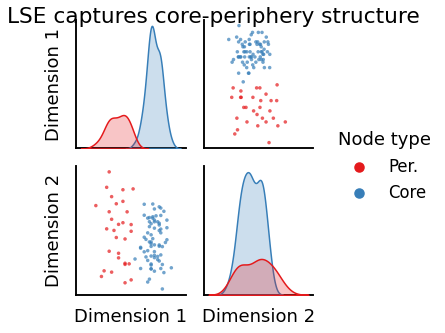 LSE captures core-periphery structure
Dimension 1
Node type
Per.
Core
Dimension 2
Dimension 1
Dimension 2